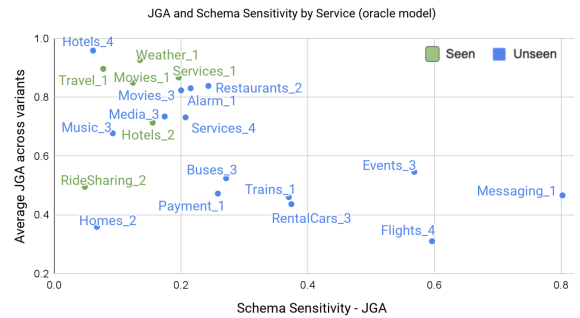 JGA and Schema Sensitivity by Service (oracle model)
Seen
Unseen
Average JGA across variants
1.0
0.8
0.6
0.4
0.2
Hotels_4
Weather_1
Travel_1
Movies_1
Services_1
Movies_3
Restaurants_2
Alarm_1
Media_3
Music_3
Hotels_2
Services_4
RideSharing_2
Buses_3
Events_3
Trains_1
Messaging_1
Payment_1
RentalCars_3
Homes_2
Flights_4
0.0
0.2
0.4
0.6
0.8
Schema Sensitivity - JGA